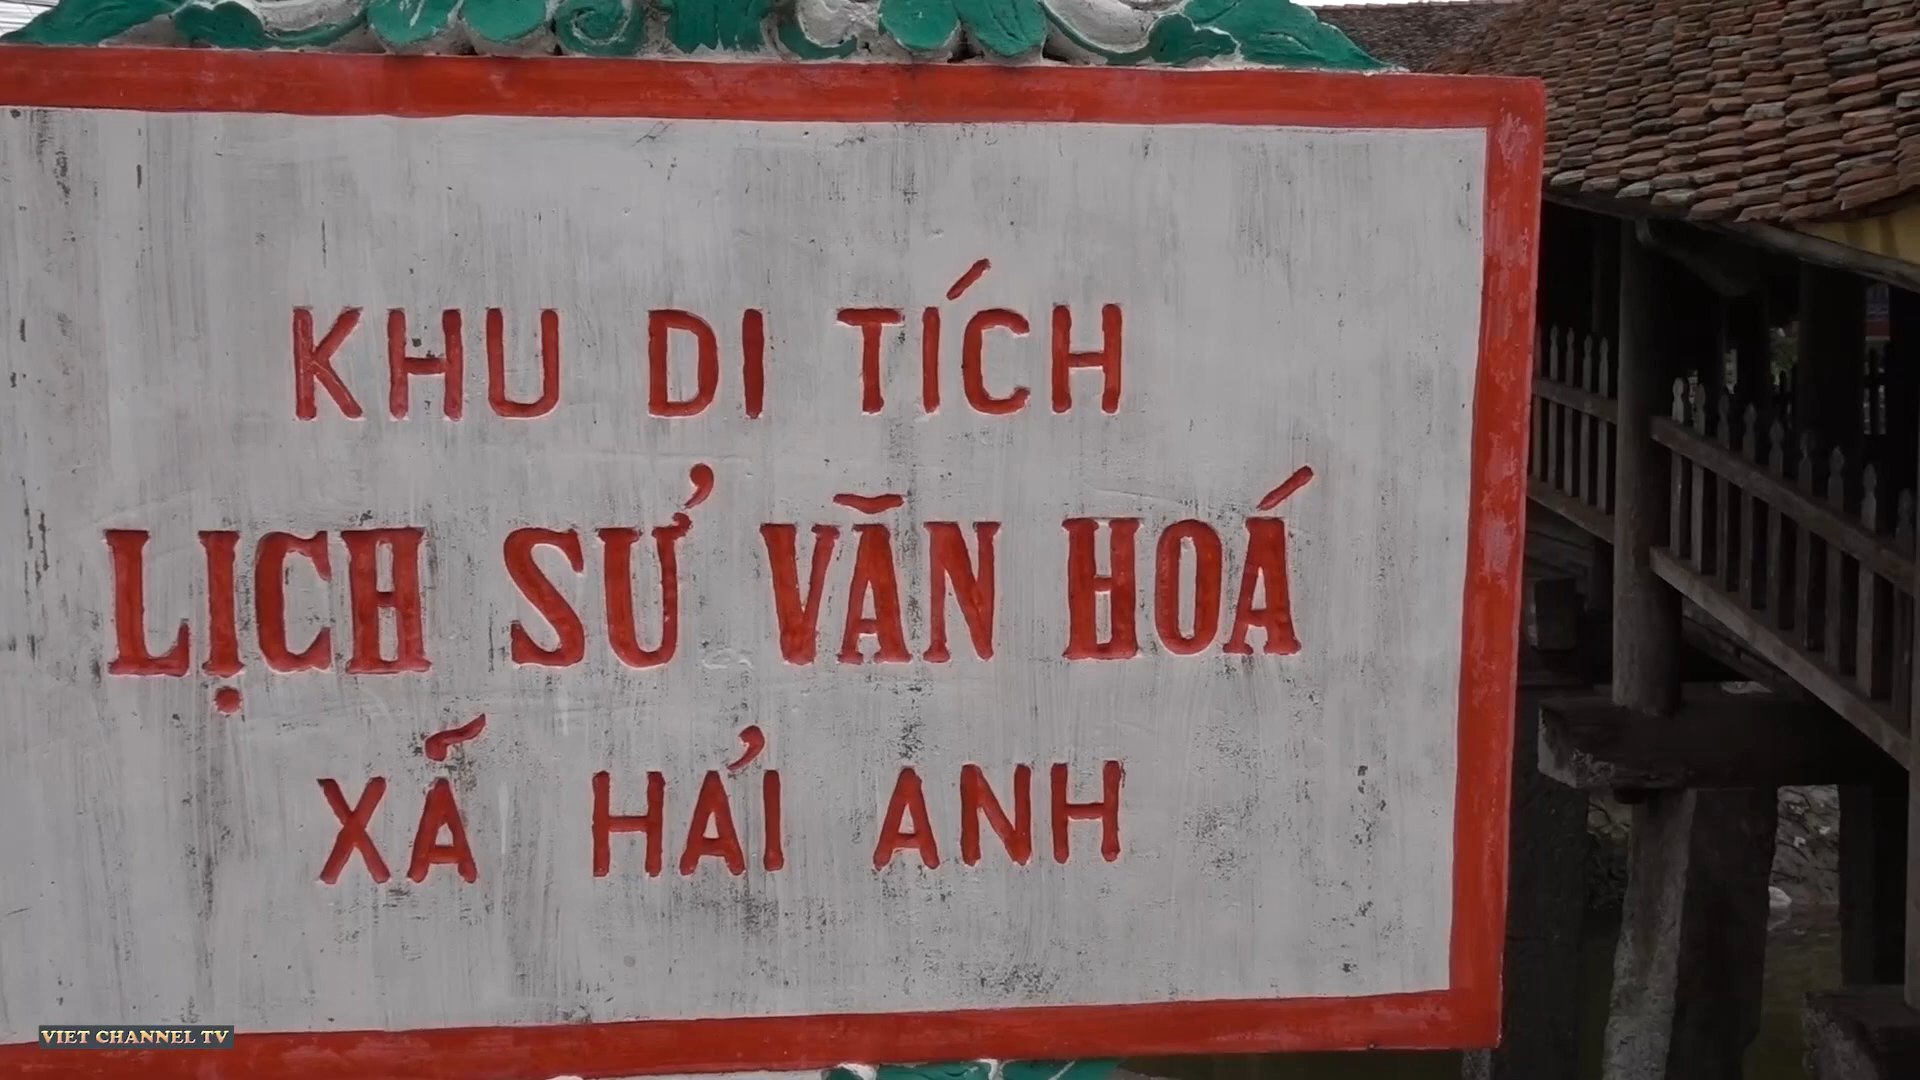 KHU DI TÍCH
LỊCH SỬ VĂN HOÁ
XÃ HẢI ANH
VIET CHANNEL TV